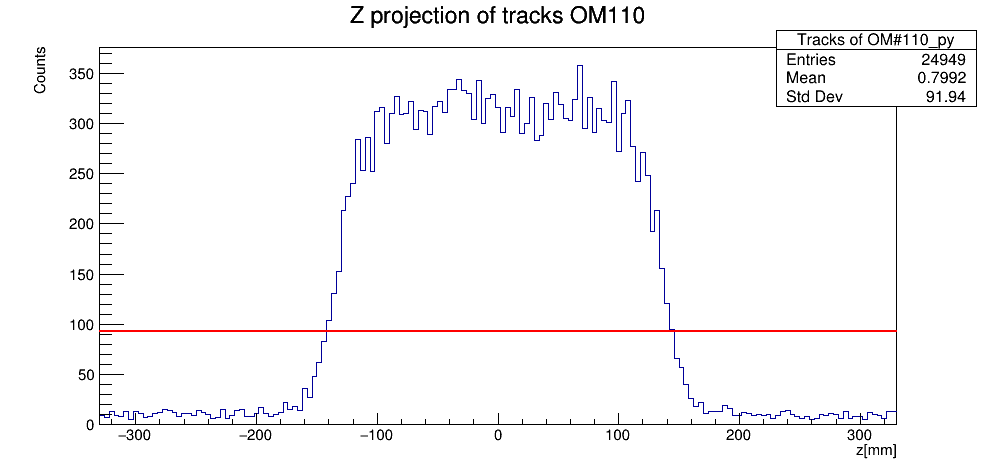 Z projection of tracks OM110
Tracks of OM#110_py
Entries 24949
Mean 0.7992
Std Dev 91.94
Counts
350
300
250
200
150
100
50
0
−300 −200 −100 0 100 200 300
z[mm]